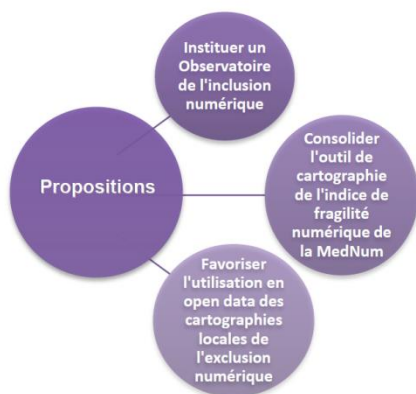 Instituer un
Observatoire
de l'inclusion
numérique
Propositions
Consolider
l'outil de
cartographie
de l'indice de
fragilité
numérique de
la MedNum
Favoriser
l'utilisation en
open data des
cartographies
locales de
l'exclusion
numérique